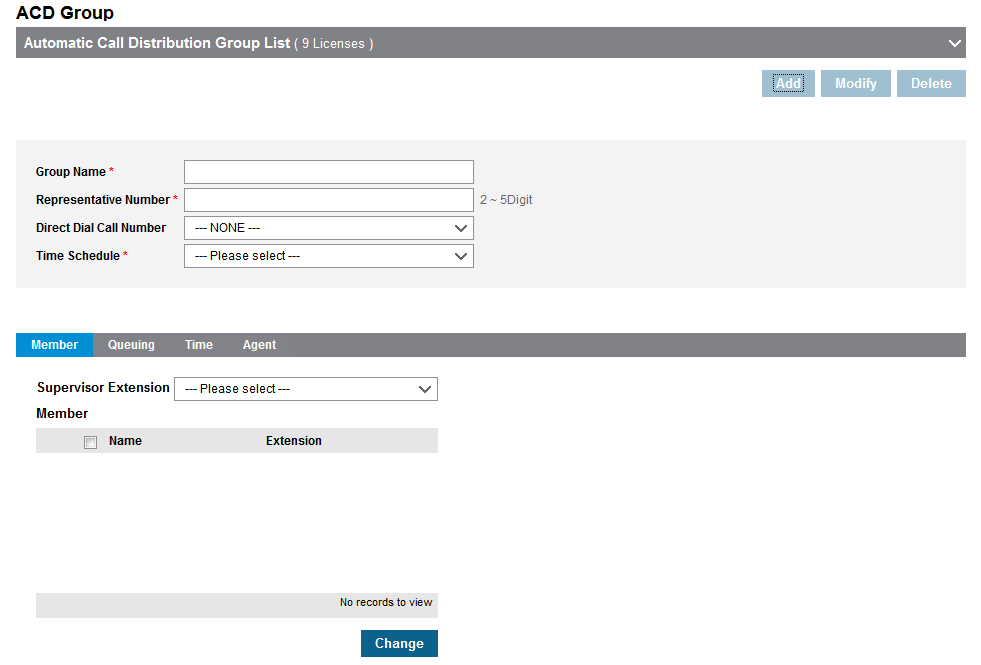 ACD Group
Automatic Call Distribution Group List ( 9 Licenses )
Add Modify Delete
Group Name *
Representative Number * 2 ~ 5Digit
Direct Dial Call Number --- NONE ---
Time Schedule * --- Please select ---
Member Queuing Time Agent
Supervisor Extension --- Please select ---
Member
Name Extension
No records to view
Change